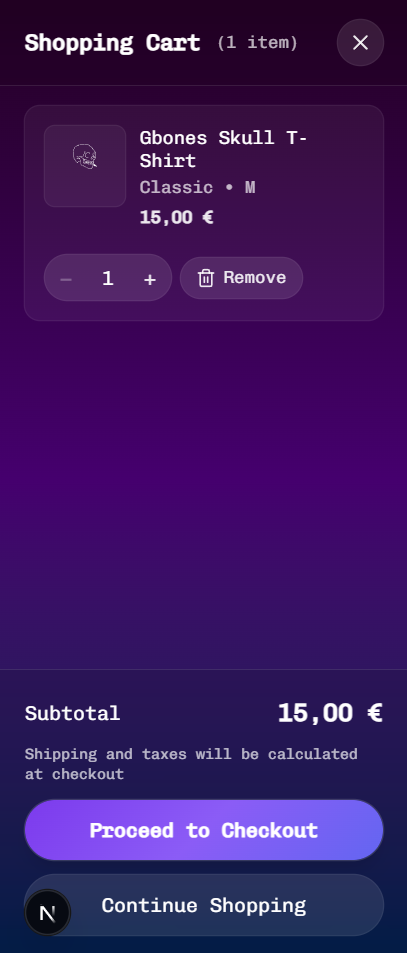 Shopping Cart (1 item)
Gbones Skull T-
Shirt
Classic • M
15,00 €
− 1 + Remove
Subtotal 15,00 €
Shipping and taxes will be calculated
at checkout
Proceed to Checkout
Continue Shopping
N